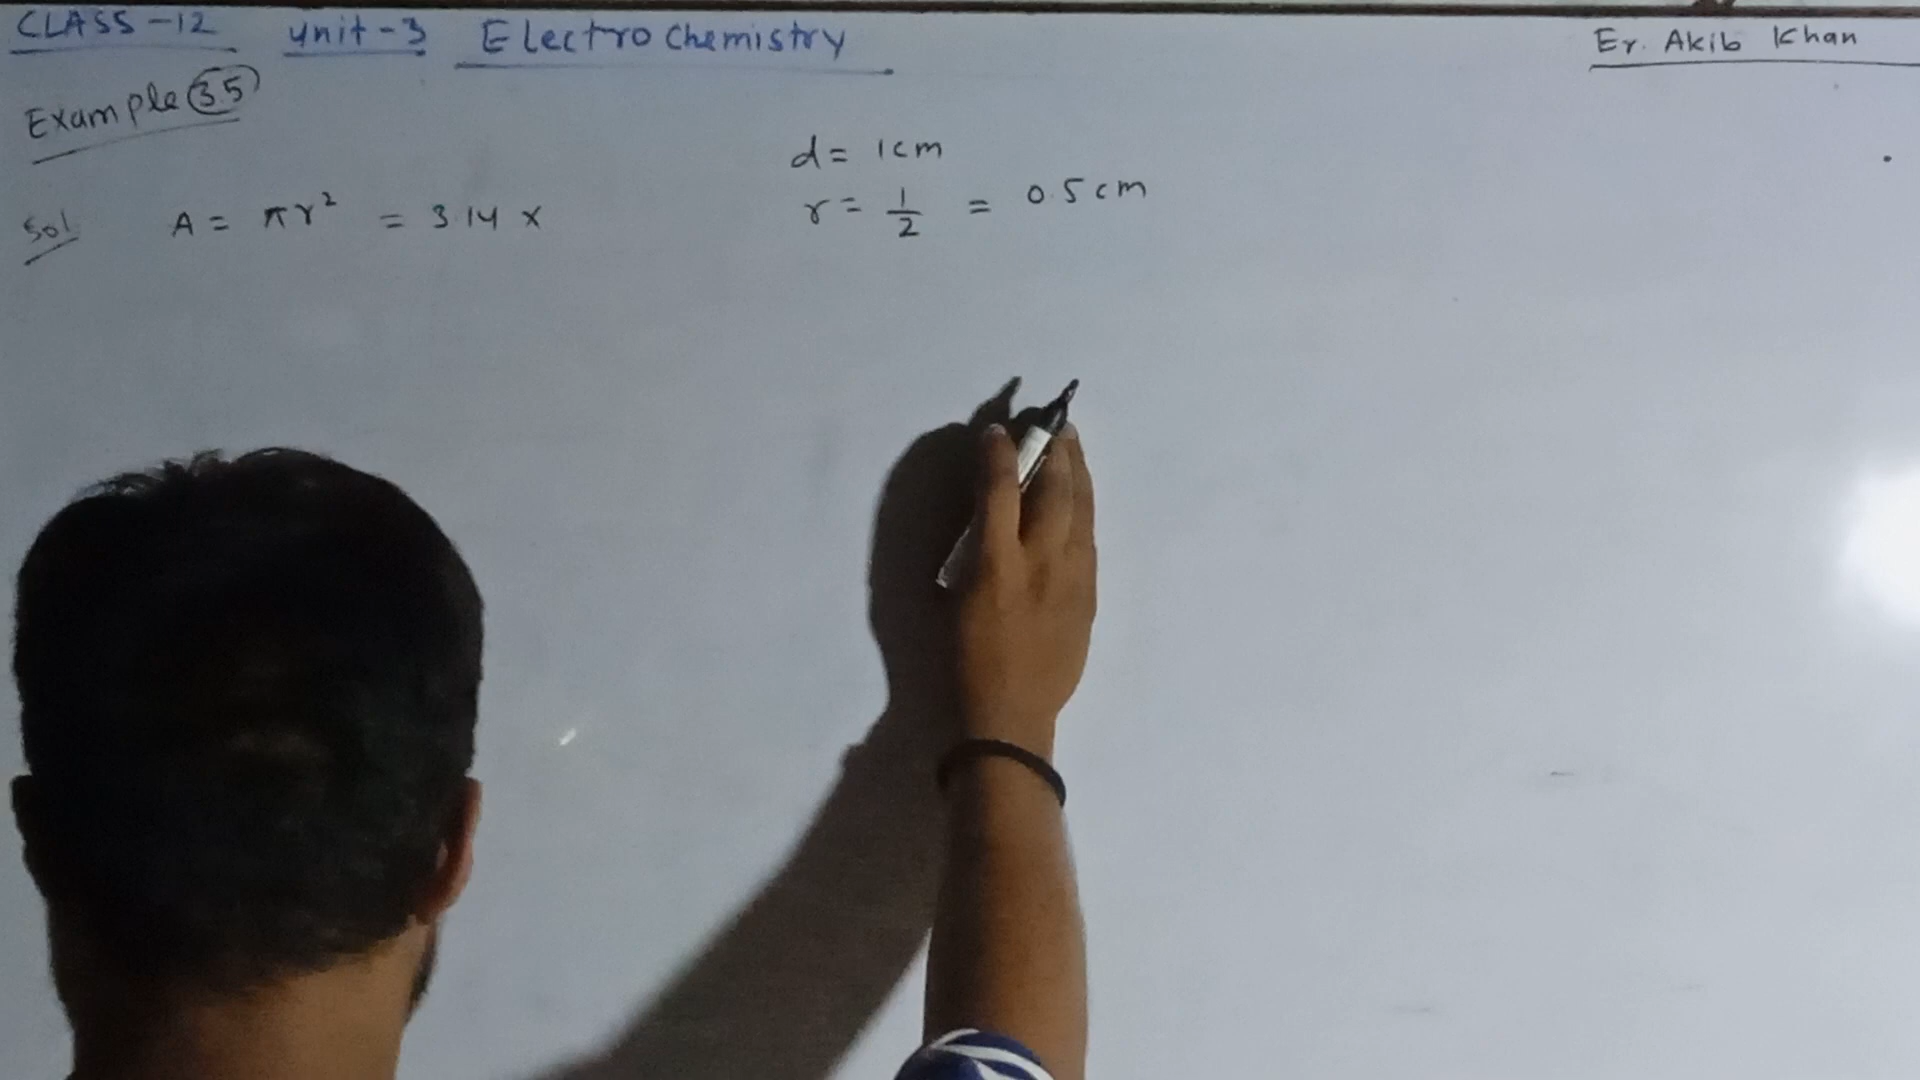 CLASS-12 unit-3 Electro Chemistry Er. Akib Khan
Example 3.5
d = 1cm
r = 1/2 = 0.5cm
Sol A = πr² = 3.14 x